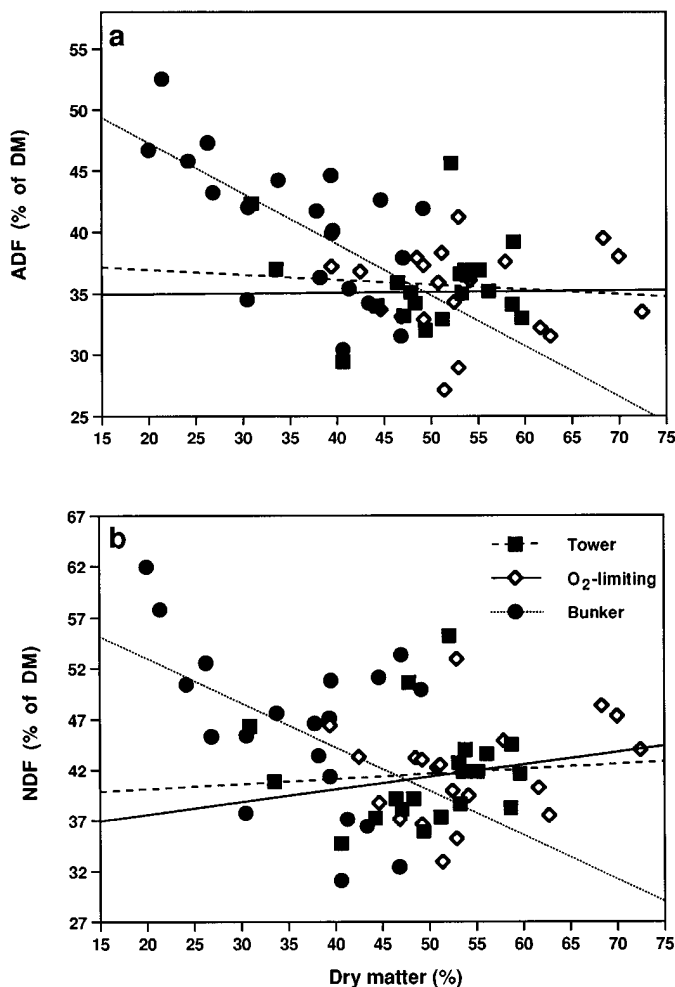 a
55
50
45
40
35
30
25
ADF (% of DM)
15 20 25 30 35 40 45 50 55 60 65 70 75
b
67
62
57
52
47
42
37
32
27
NDF (% of DM)
Tower
O₂-limiting
Bunker
15 20 25 30 35 40 45 50 55 60 65 70 75
Dry matter (%)